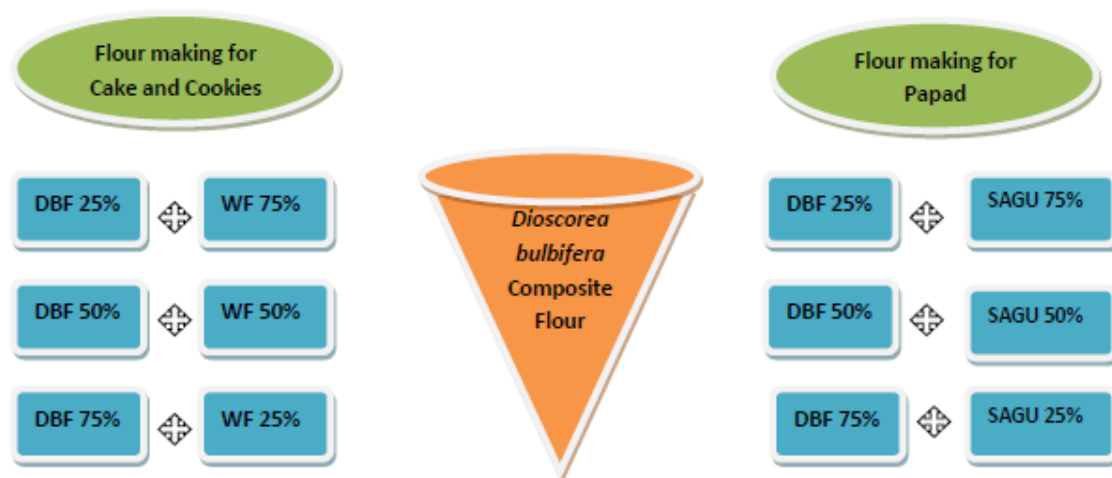 Flour making for
Cake and Cookies
DBF 25%
WF 75%
DBF 50%
WF 50%
DBF 75%
WF 25%
Dioscorea
bulbifera
Composite
Flour
Flour making for
Papad
DBF 25%
SAGU 75%
DBF 50%
SAGU 50%
DBF 75%
SAGU 25%